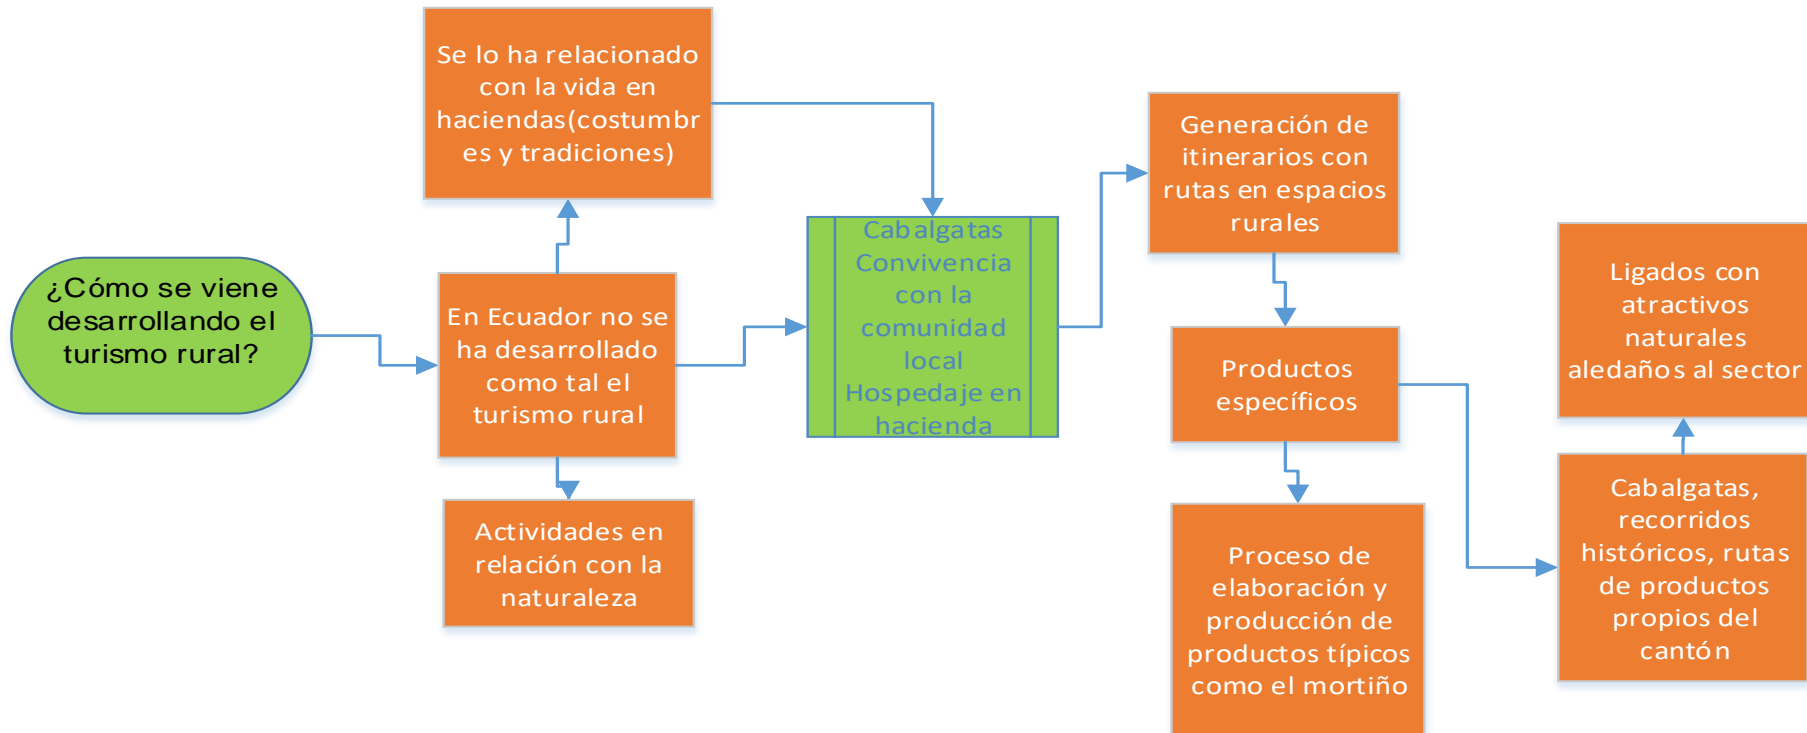 ¿Cómo se viene
desarrollando el
turismo rural?
Se lo ha relacionado
con la vida en
haciendas(costumbr
es y tradiciones)
En Ecuador no se
ha desarrollado
como tal el
turismo rural
Actividades en
relación con la
naturaleza
Cabalgatas
Convivencia
con la
comunidad
local
Hospedaje en
hacienda
Generación de
itinerarios con
rutas en espacios
rurales
Productos
específicos
Proceso de
elaboración y
producción de
productos típicos
como el mortiño
Ligados con
atractivos
naturales
aledaños al sector
Cabalgatas,
recorridos
históricos, rutas
de productos
propios del
cantón